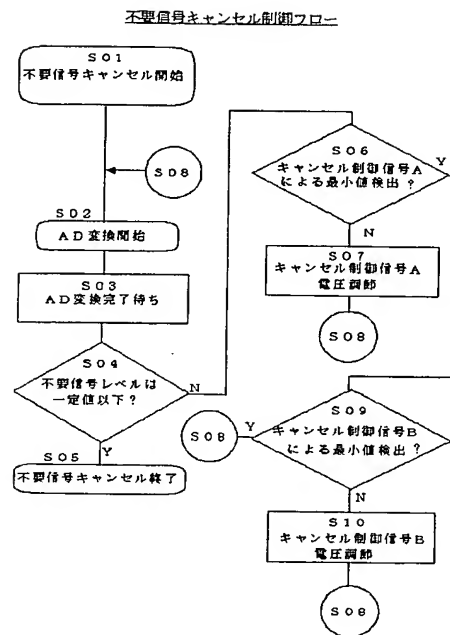 不要信号キャンセル制御フロー
S01
不要信号キャンセル開始
S08
S02
AD変換開始
S03
AD変換完了待ち
S04
不要信号レベルは
一定値以下?
N
Y
S05
不要信号キャンセル終了
S06
キャンセル制御信号A
による最小値検出?
Y
N
S07
キャンセル制御信号A
電圧調節
S08
S09
キャンセル制御信号B
による最小値検出?
Y
S08
N
S10
キャンセル制御信号B
電圧調節
S08